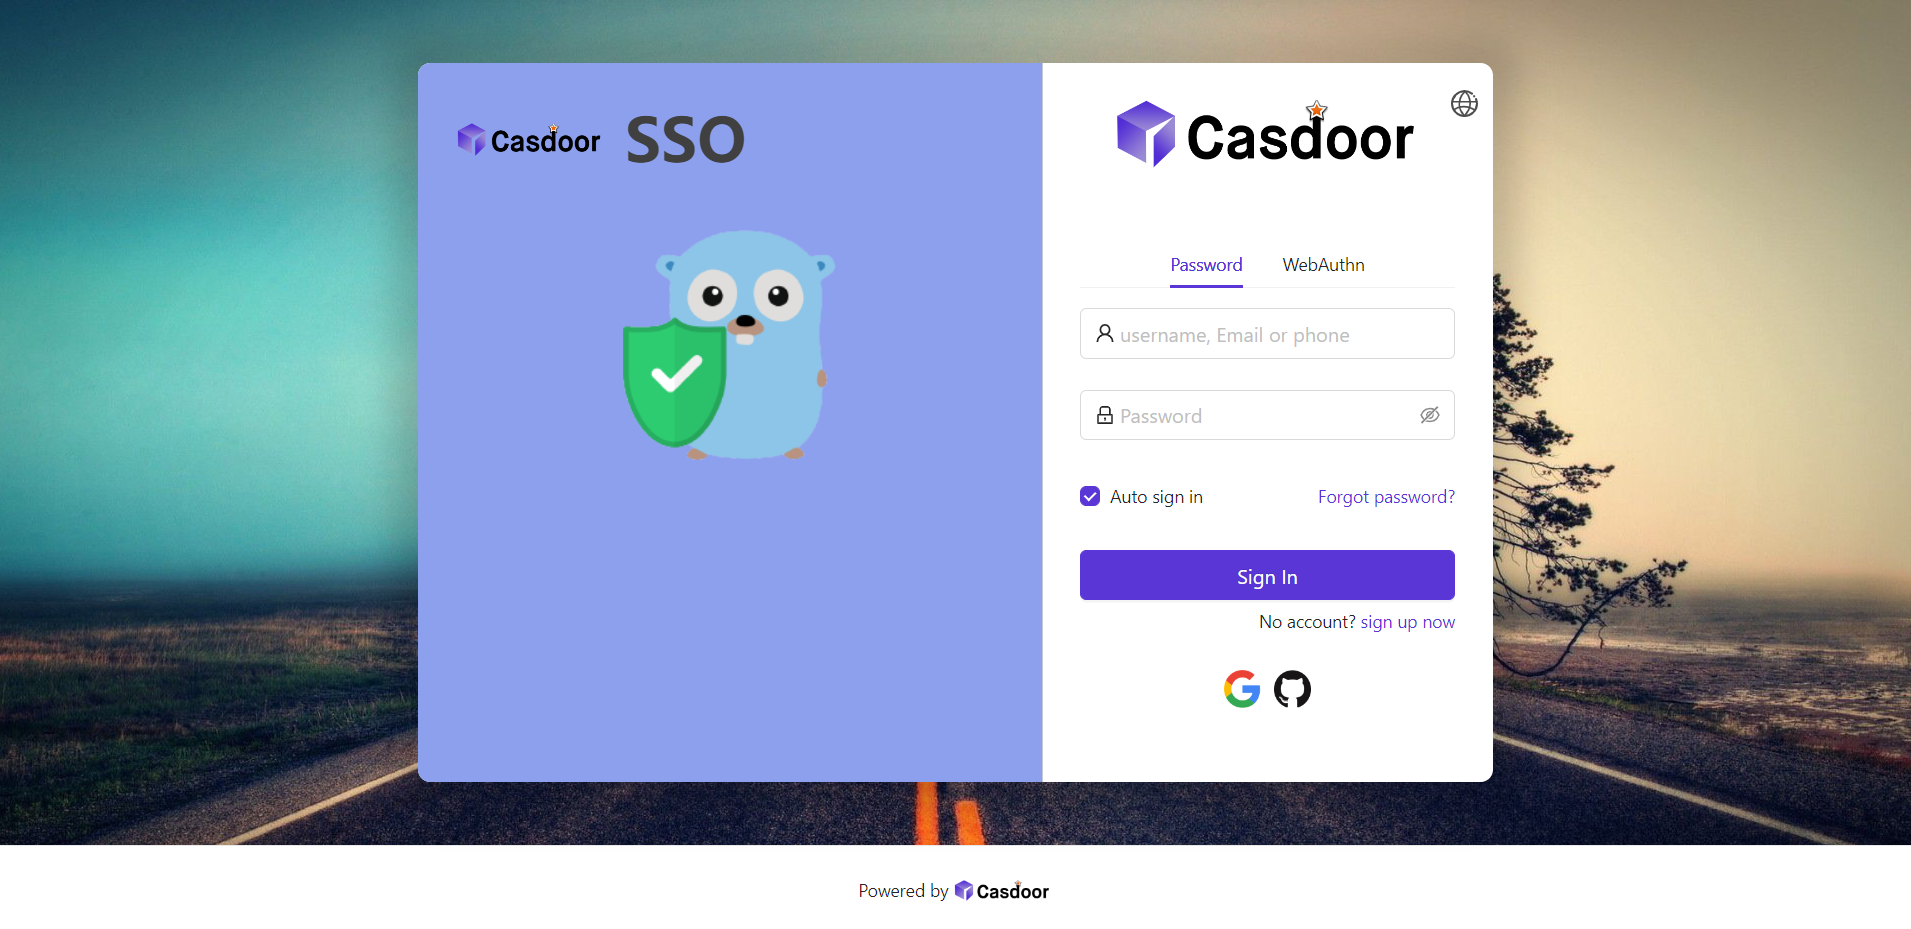 Casdoor SSO
Casdoor
Password WebAuthn
username, Email or phone
Password
Auto sign in Forgot password?
Sign In
No account? sign up now
Powered by Casdoor